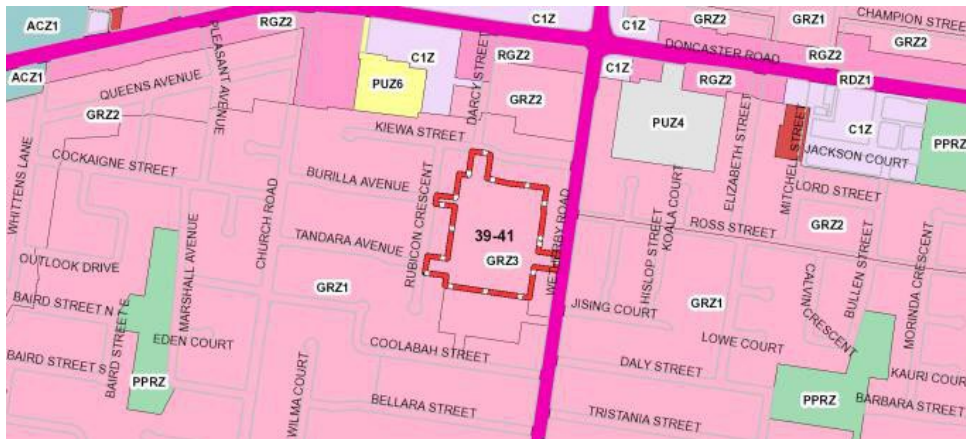 ACZ1
RGZ2
C1Z
GRZ2
GRZ1
CHAMPION STREET
GRZ2
PLEASANT AVENUE
C1Z
DARCY STREET
RGZ2
DONCASTER ROAD
RGZ2
ACZ1
QUEENS AVENUE
PUZ6
C1Z
RGZ2
RDZ1
GRZ2
GRZ2
KIEWA STREET
PUZ4
ELIZABETH STREET
MITCHELL STREET
C1Z
PPRZ
JACKSON COURT
WHITTENS LANE
COCKAIGNE STREET
BURILLA AVENUE
RUBICON CRESCENT
LORD STREET
CHURCH ROAD
WETHERBY ROAD
KOALA COURT
HISLOP STREET
ROSS STREET
GRZ2
MARSHALL AVENUE
TANDARA AVENUE
39-41
GRZ3
OUTLOOK DRIVE
GRZ1
BULLEN STREET
MORINDA CRESCENT
BAIRD STREET N
BAIRD STREET E
JISING COURT
GRZ1
CALVIN CRESCENT
EDEN COURT
COOLABAH STREET
LOWE COURT
BAIRD STREET S
WILMA COURT
DALY STREET
KAURI COUR
PPRZ
BELLARA STREET
TRISTANIA STREET
PPRZ
BARBARA STREET